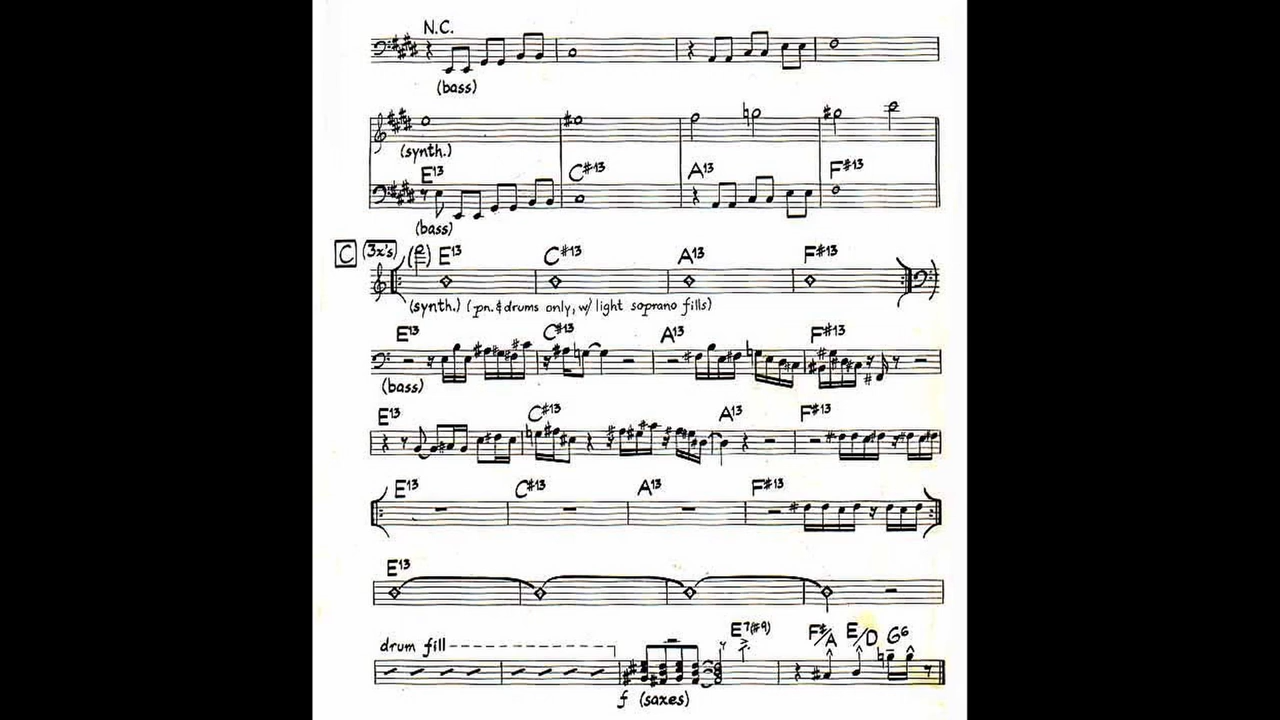 N.C.
(bass)
(synth.)
E13 C#13 A13 F#13
(bass)
C (3x's) E13 C#13 A13 F#13
(synth.) (pn. & drums only, w/ light soprano fills)
E13 C#13 A13 F#13
(bass)
E13 C#13 A13 F#13
E13 C#13 A13 F#13
E13
drum fill E7(#9) F#/A E/D G6
f (saxes)